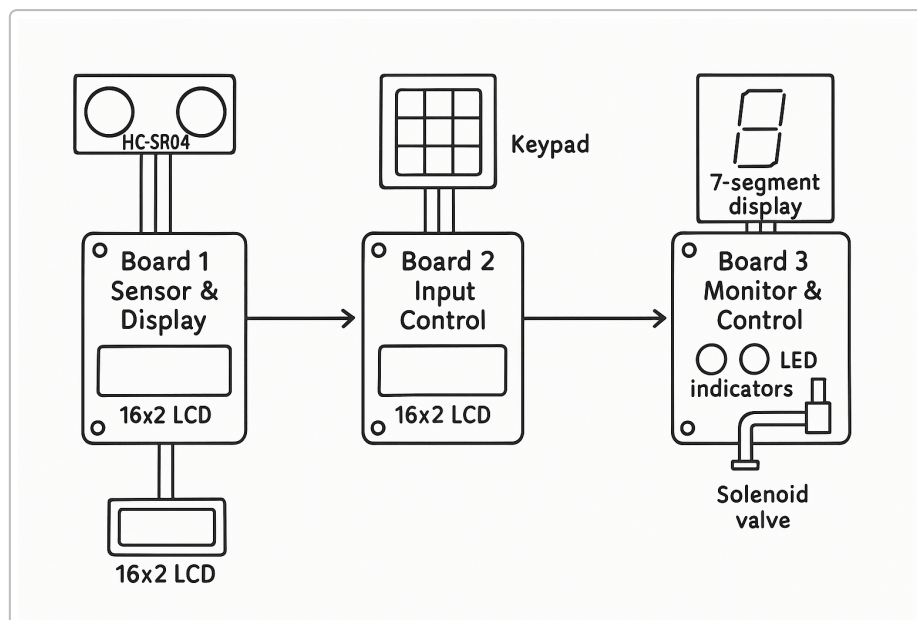 HC-SR04
Board 1
Sensor &
Display
16x2 LCD
16x2 LCD
Keypad
Board 2
Input
Control
16x2 LCD
7-segment
display
Board 3
Monitor &
Control
LED
indicators
Solenoid
valve